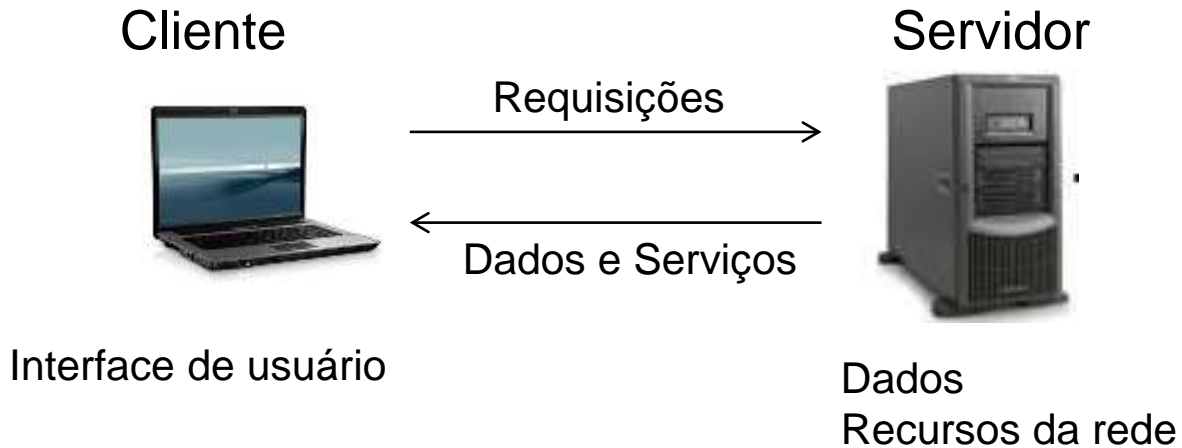 Cliente
Servidor
Requisições
Dados e Serviços
Interface de usuário
Dados
Recursos da rede